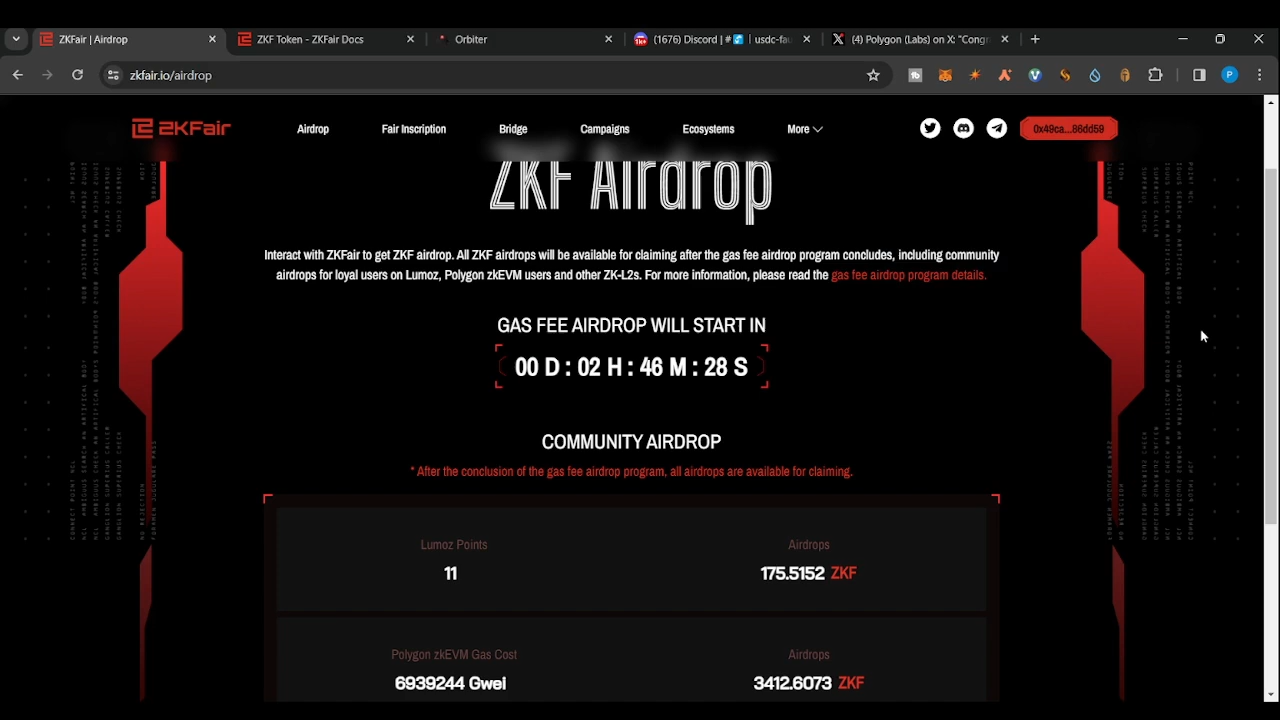 ZKFair | Airdrop
ZKF Token - ZKFair Docs
Orbiter
(1676) Discord | #
| usdc-fau
(4) Polygon (Labs) on X: "Congr
zkfair.io/airdrop
P
ZKFair
Airdrop
Fair Inscription
Bridge
Campaigns
Ecosystems
More
0x49ca...86dd59
ZKF Airdrop
Interact with ZKFair to get ZKF airdrop. All ZKF airdrops will be available for claiming after the gas fee airdrop program concludes, including community
airdrops for loyal users on Lumoz, Polygon zkEVM users and other ZK-L2s. For more information, please read the gas fee airdrop program details.
GAS FEE AIRDROP WILL START IN
00 D : 02 H : 46 M : 28 S
COMMUNITY AIRDROP
* After the conclusion of the gas fee airdrop program, all airdrops are available for claiming.
Lumoz Points
Airdrops
11
175.5152 ZKF
Polygon zkEVM Gas Cost
Airdrops
6939244 Gwei
3412.6073 ZKF